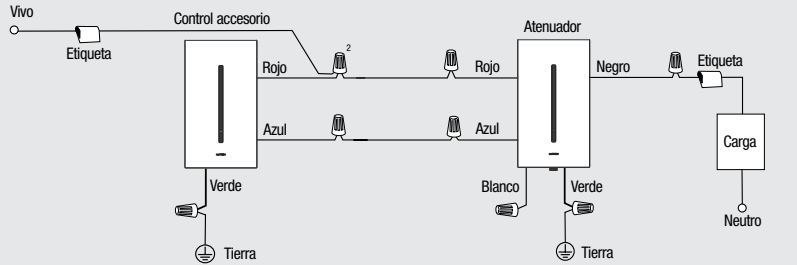 Vivo
Control accesorio
Etiqueta
2
Atenuador
Rojo
Rojo
Negro
Etiqueta
Azul
Azul
Carga
Verde
Blanco
Verde
Neutro
Tierra
Tierra